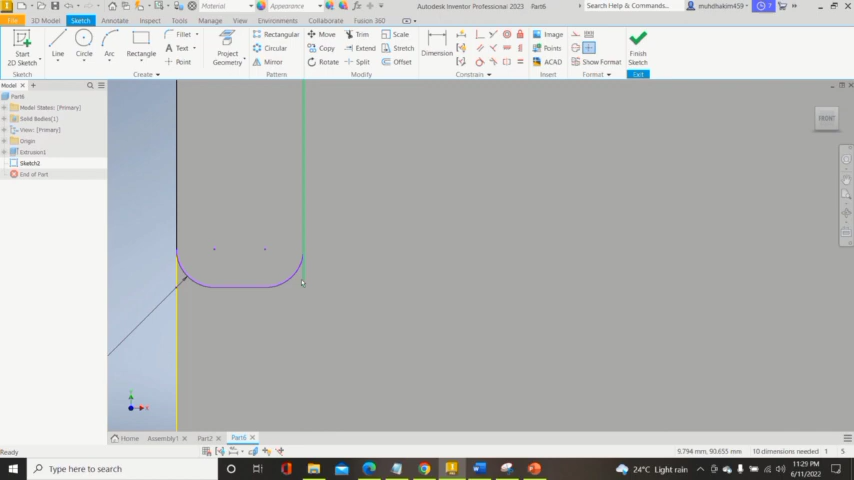 Material
Appearance
Autodesk Inventor Professional 2023 Part6
Search Help & Commands...
muhdhakim459
File
3D Model
Sketch
Annotate
Inspect
Tools
Manage
View
Environments
Collaborate
Fusion 360
Start
2D Sketch
Line
Circle
Arc
Rectangle
Fillet
Text
Point
Project
Geometry
Rectangular
Circular
Mirror
Move
Copy
Rotate
Trim
Extend
Split
Scale
Stretch
Offset
Dimension
Image
Points
ACAD
Show Format
Finish
Sketch
Sketch
Create
Pattern
Modify
Constrain
Insert
Format
Exit
Model
Part6
Model States: [Primary]
Solid Bodies(1)
View: [Primary]
Origin
Extrusion1
Sketch2
End of Part
FRONT
Y
X
Home
Assembly1
Part2
Part6
Ready
9.794 mm, 90.655 mm
10 dimensions needed
1
5
Type here to search
24°C Light rain
11:29 PM
6/11/2022